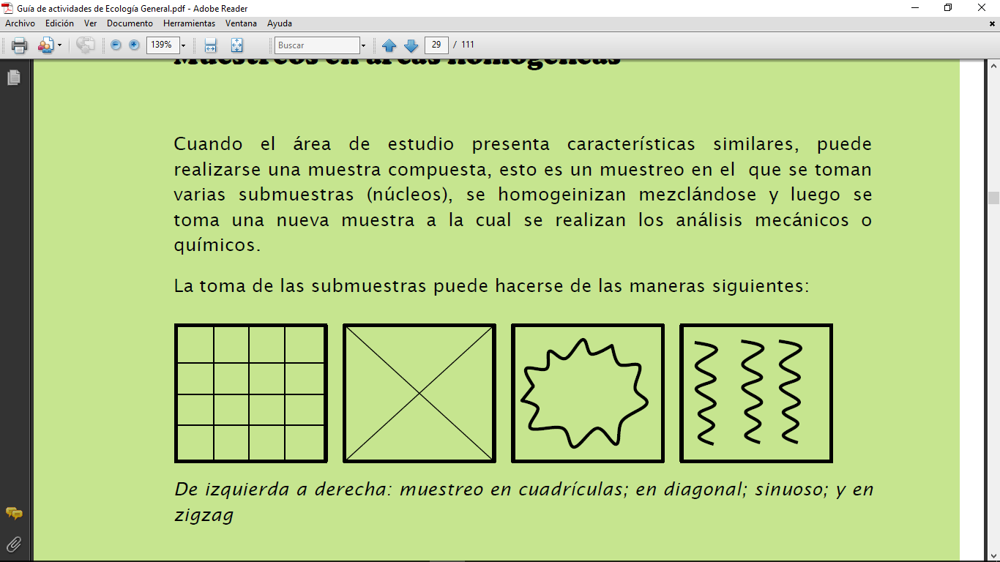 Guía de actividades de Ecología General.pdf - Adobe Reader
Archivo Edición Ver Documento Herramientas Ventana Ayuda
139% Buscar 29 / 111
Muestreos en áreas homogéneas
Cuando el área de estudio presenta características similares, puede
realizarse una muestra compuesta, esto es un muestreo en el que se toman
varias submuestras (núcleos), se homogeinizan mezclándose y luego se
toma una nueva muestra a la cual se realizan los análisis mecánicos o
químicos.
La toma de las submuestras puede hacerse de las maneras siguientes:
De izquierda a derecha: muestreo en cuadrículas; en diagonal; sinuoso; y en
zigzag